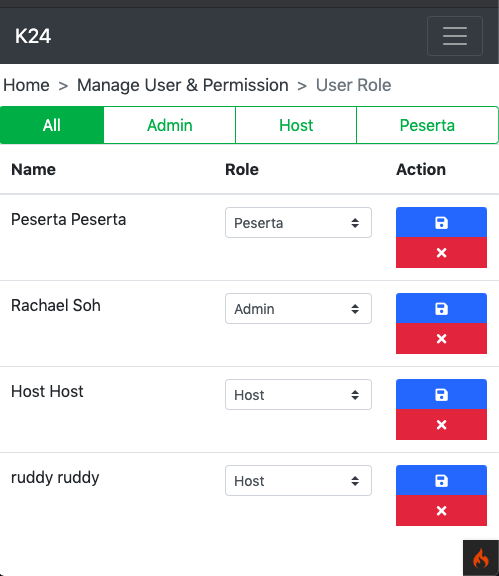 K24
Home > Manage User & Permission > User Role
All Admin Host Peserta
Name Role Action
Peserta Peserta Peserta
Rachael Soh Admin
Host Host Host
ruddy ruddy Host